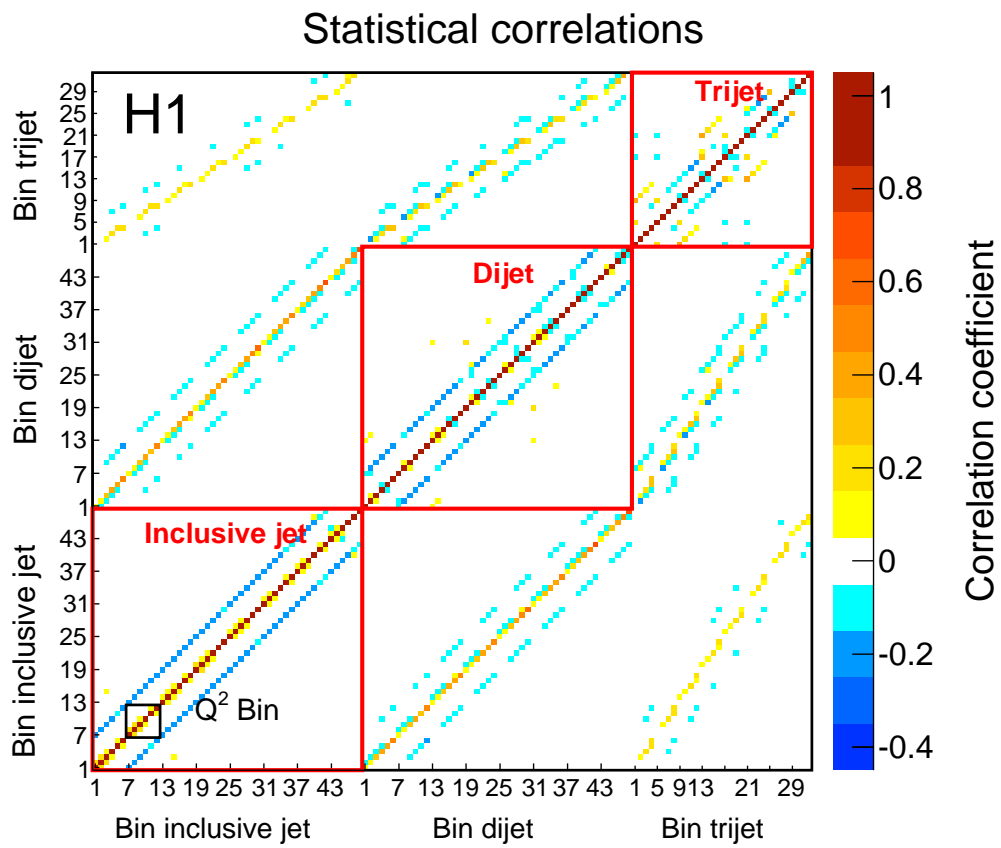 Statistical correlations
H1
Trijet
Dijet
Inclusive jet
Q² Bin
Bin trijet
29
25
21
17
13
9
5
1
Bin dijet
43
37
31
25
19
13
7
1
Bin inclusive jet
43
37
31
25
19
13
7
1
1 7 13 19 25 31 37 43 1 7 13 19 25 31 37 43 1 5 9 13 21 29
Bin inclusive jet Bin dijet Bin trijet
1
0.8
0.6
0.4
0.2
0
-0.2
-0.4
Correlation coefficient